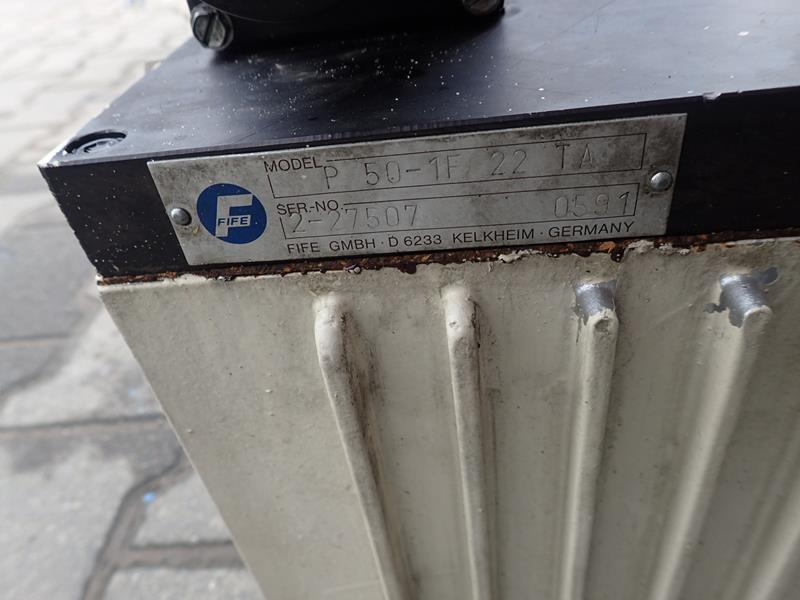 MODEL P 50-1F 22 TA
FIFE
SER-NO. 2-27507 0591
FIFE GMBH · D 6233 KELKHEIM · GERMANY